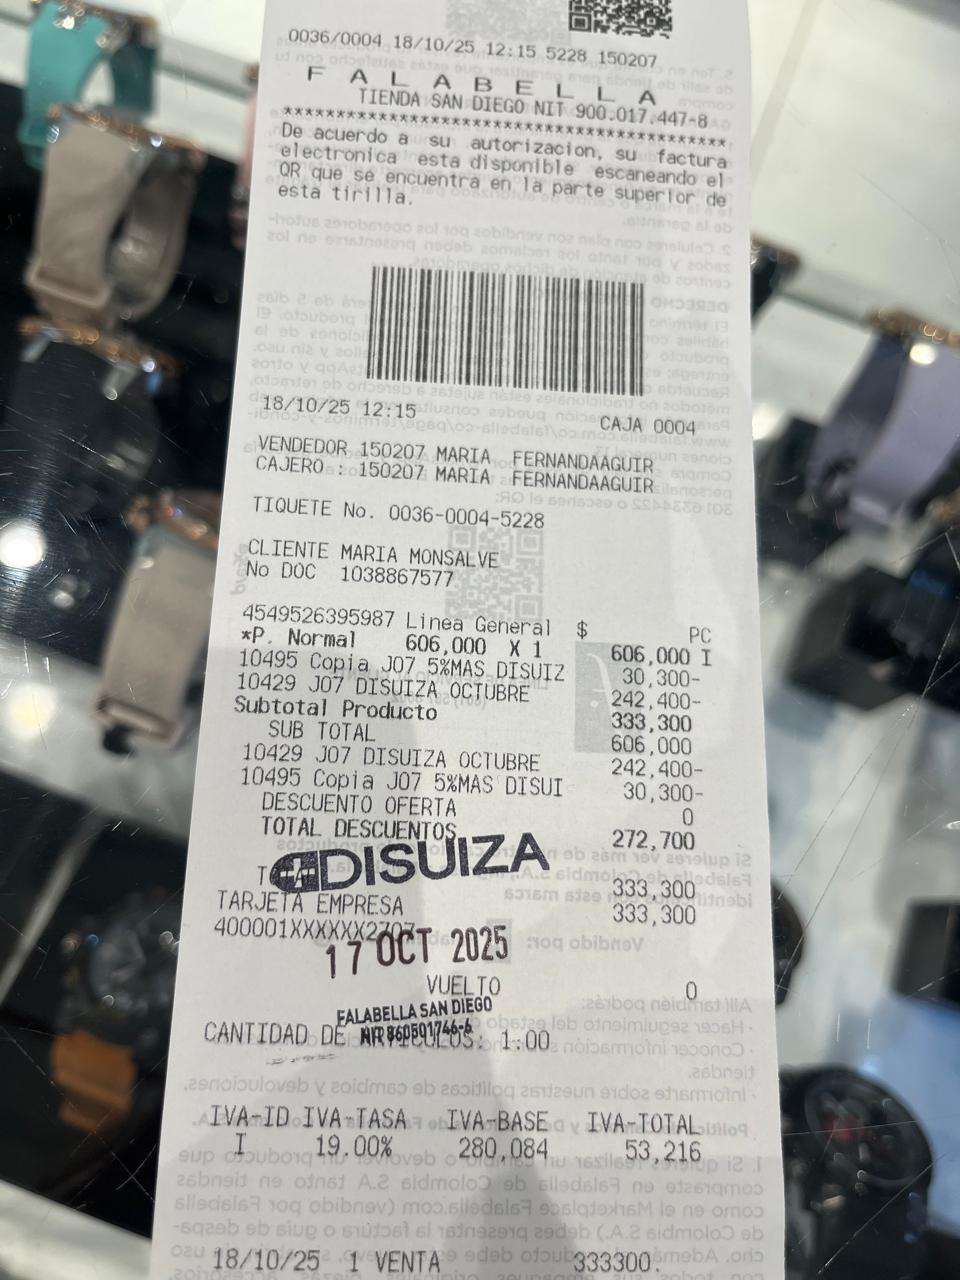 0036/0004 18/10/25 12:15 5228 150207
F A L A B E L L A
TIENDA SAN DIEGO NIT 900.017.447-8
****************************************
De acuerdo a su autorizacion, su factura
electronica esta disponible escaneando el
QR que se encuentra en la parte superior de
esta tirilla.
18/10/25 12:15 CAJA 0004
VENDEDOR 150207 MARIA FERNANDAAGUIR
CAJERO : 150207 MARIA FERNANDAAGUIR
TIQUETE No. 0036-0004-5228
CLIENTE MARIA MONSALVE
No DOC 1038867577
4549526395987 Linea General $ PC
*P. Normal 606,000 X 1 606,000 I
10495 Copia J07 5%MAS DISUIZ 30,300-
10429 J07 DISUIZA OCTUBRE 242,400-
Subtotal Producto 333,300
SUB TOTAL 606,000
10429 J07 DISUIZA OCTUBRE 242,400-
10495 Copia J07 5%MAS DISUI 30,300-
DESCUENTO OFERTA 0
TOTAL DESCUENTOS 272,700
DISUIZA
T 333,300
TARJETA EMPRESA 333,300
400001XXXXXX2707
17 OCT 2025
VUELTO 0
FALABELLA SAN DIEGO
CANTIDAD DE 1:00
IVA-ID IVA-TASA IVA-BASE IVA-TOTAL
I 19.00% 280,084 53,216
18/10/25 1 VENTA 333300.